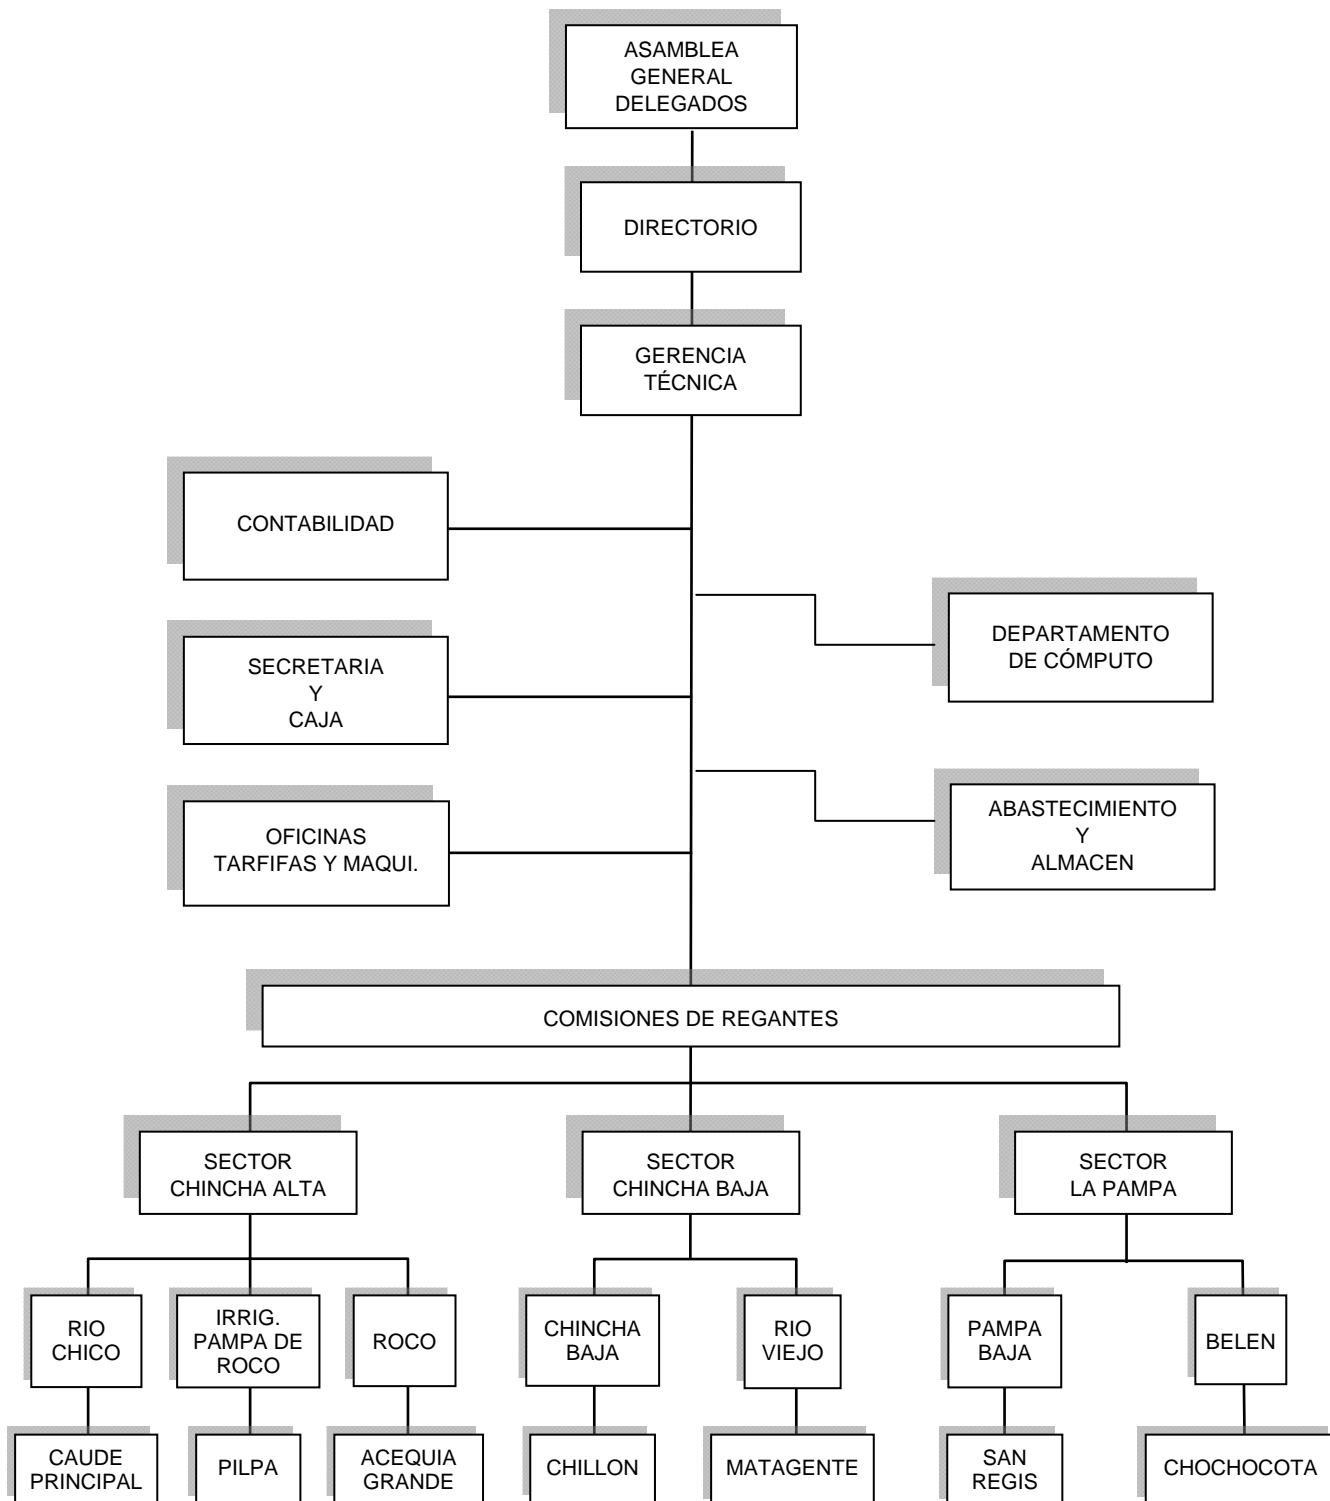 ASAMBLEA
GENERAL
DELEGADOS
DIRECTORIO
GERENCIA
TÉCNICA
CONTABILIDAD
DEPARTAMENTO
DE CÓMPUTO
SECRETARIA
Y
CAJA
ABASTECIMIENTO
Y
ALMACEN
OFICINAS
TARFIFAS Y MAQUI.
COMISIONES DE REGANTES
SECTOR
CHINCHA ALTA
SECTOR
CHINCHA BAJA
SECTOR
LA PAMPA
RIO
CHICO
IRRIG.
PAMPA DE
ROCO
ROCO
CHINCHA
BAJA
RIO
VIEJO
PAMPA
BAJA
BELEN
CAUDE
PRINCIPAL
PILPA
ACEQUIA
GRANDE
CHILLON
MATAGENTE
SAN
REGIS
CHOCHOCOTA